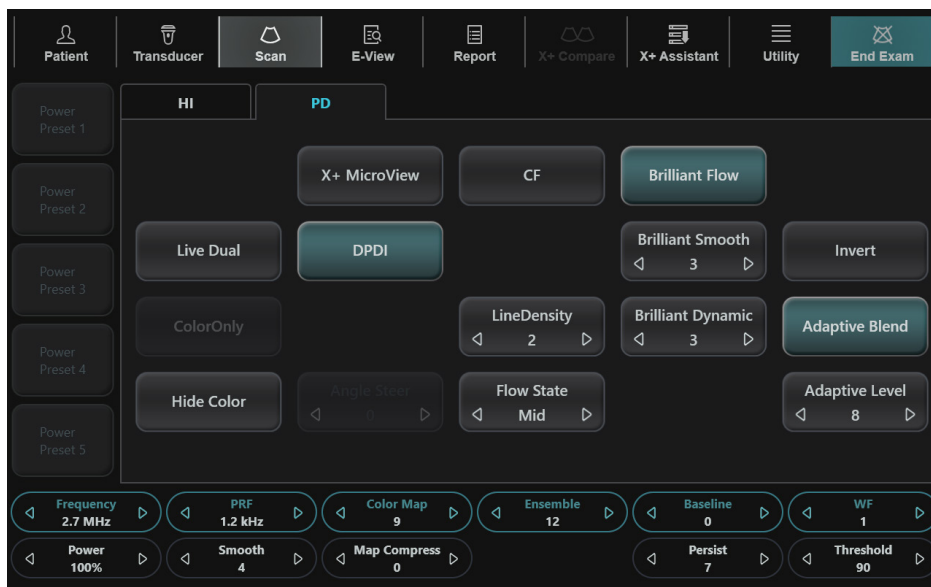 Patient
Transducer
Scan
E-View
Report
X+ Compare
X+ Assistant
Utility
End Exam
HI
PD
Power
Preset 1
Power
Preset 2
Power
Preset 3
Power
Preset 4
Power
Preset 5
X+ MicroView
CF
Brilliant Flow
Live Dual
DPDI
Brilliant Smooth
3
Invert
ColorOnly
LineDensity
2
Brilliant Dynamic
3
Adaptive Blend
Hide Color
Angle Steer
0
Flow State
Mid
Adaptive Level
8
Frequency
2.7 MHz
PRF
1.2 kHz
Color Map
9
Ensemble
12
Baseline
0
WF
1
Power
100%
Smooth
4
Map Compress
0
Persist
7
Threshold
90